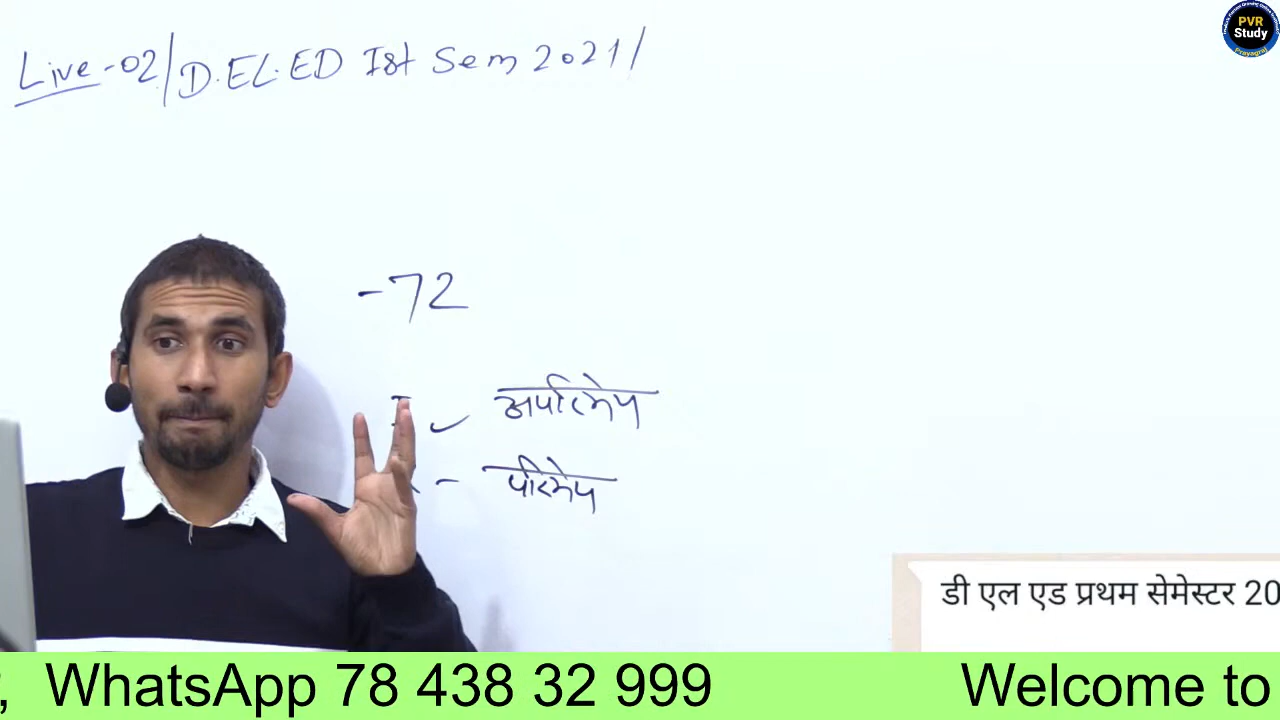 Live-02/D.EL.ED Ist Sem 2021/
PVR
Study
Prayagraj
-72
I अपरिमेय
- परिमेय
डी एल एड प्रथम सेमेस्टर 20
, WhatsApp 78 438 32 999 Welcome to